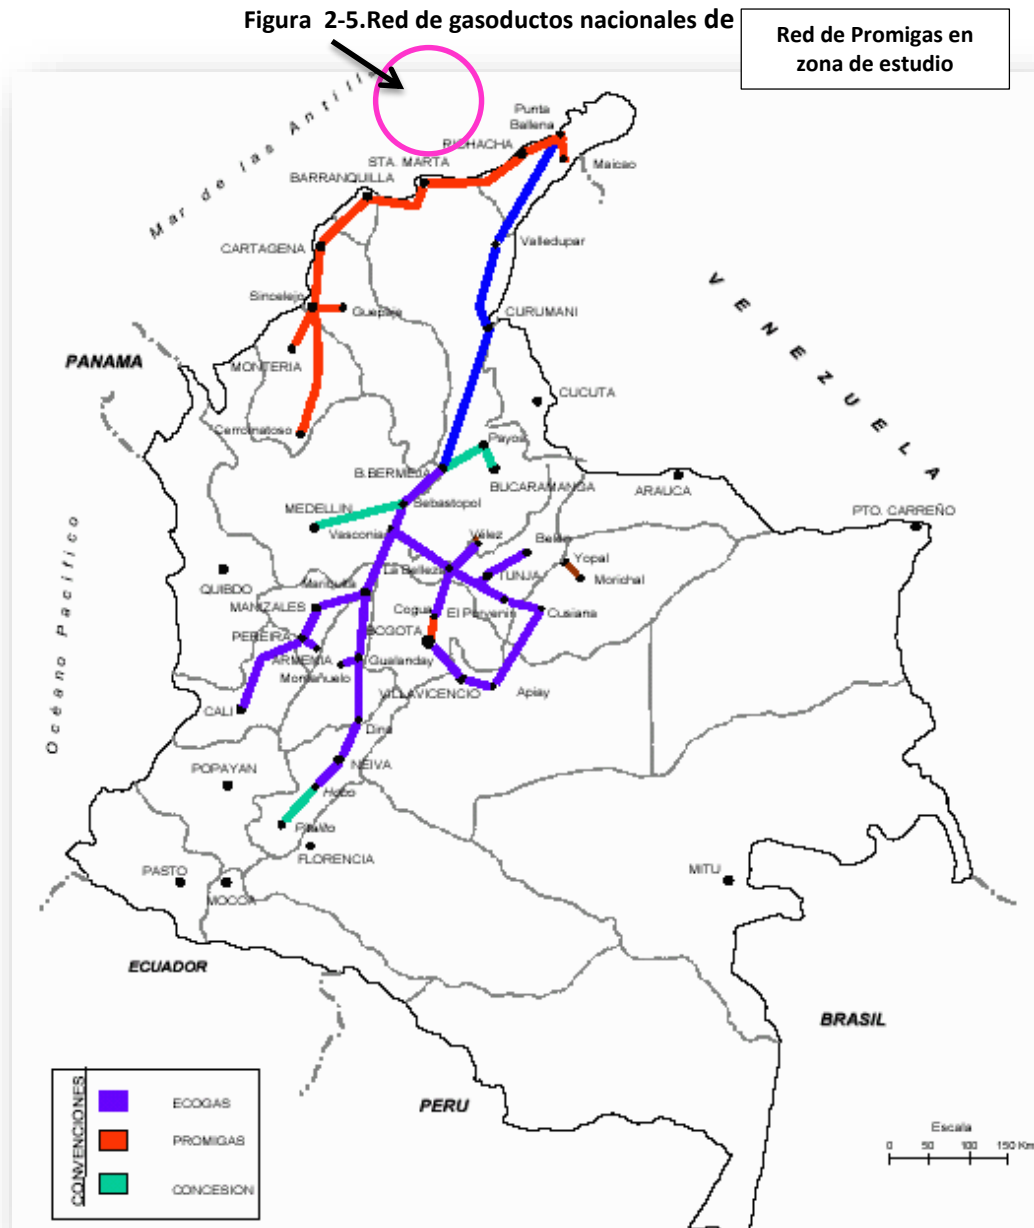 Figura 2-5.Red de gasoductos nacionales de
Red de Promigas en
zona de estudio
Mar de las Antill
Punta
Ballena
RIOHACHA
Maicao
STA. MARTA
BARRANQUILLA
CARTAGENA
Valledupar
Sincelejo
Guepaje
CURUMANI
VENEZUELA
PANAMA
MONTERIA
CUCUTA
Cerromatoso
Payoa
B.BERMEJA
BUCARAMANGA
ARAUCA
MEDELLIN
Sebastopol
PTO. CARREÑO
Vasconia
Vélez
Belen
Yopal
La Belleza
TUNJA
Morichal
QUIBDO
Mariquita
MANIZALES
Cogua
El Porvenir
Cusiana
PEREIRA
BOGOTA
ARMENIA
Gualanday
Montañuelo
VILLAVICENCIO
Apiay
CALI
Dina
Océano Pacifico
POPAYAN
NEIVA
Hobo
Pitalito
FLORENCIA
PASTO
MOCOA
MITU
ECUADOR
BRASIL
PERU
CONVENCIONES
ECOGAS
PROMIGAS
CONCESION
Escala
0 50 100 150 Km